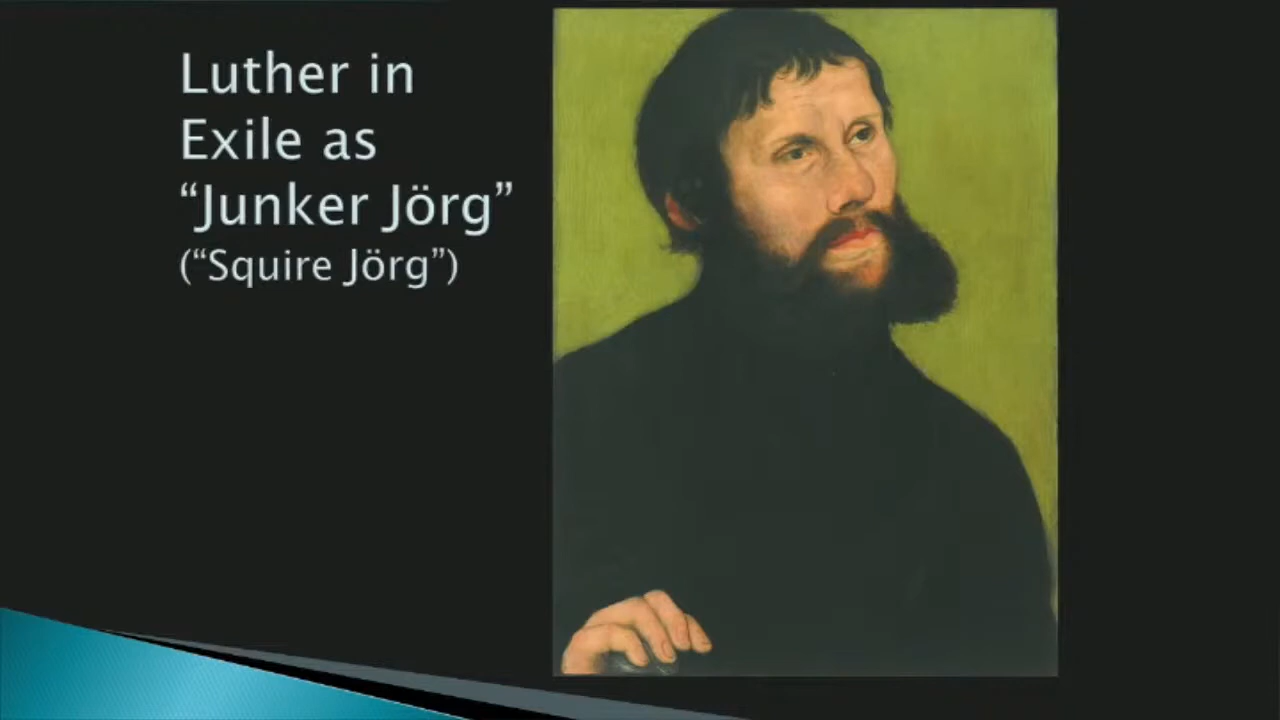 Luther in
Exile as
“Junker Jörg”
(“Squire Jörg”)